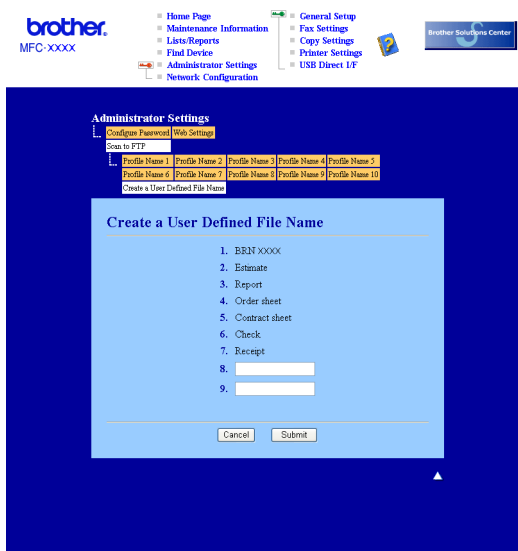 brother.
MFC-XXXX
Home Page
Maintenance Information
Lists/Reports
Find Device
Administrator Settings
Network Configuration
General Setup
Fax Settings
Copy Settings
Printer Settings
USB Direct I/F
Brother Solutions Center
Administrator Settings
Configure Password Web Settings
Scan to FTP
Profile Name 1 Profile Name 2 Profile Name 3 Profile Name 4 Profile Name 5
Profile Name 6 Profile Name 7 Profile Name 8 Profile Name 9 Profile Name 10
Create a User Defined File Name
Create a User Defined File Name
1. BRN XXXX
2. Estimate
3. Report
4. Order sheet
5. Contract sheet
6. Check
7. Receipt
8.
9.
Cancel Submit